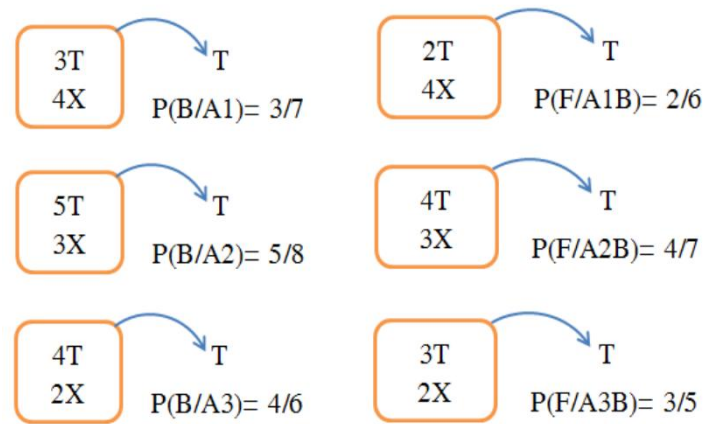 3T
4X
T
P(B/A1)= 3/7
2T
4X
T
P(F/A1B)= 2/6
5T
3X
T
P(B/A2)= 5/8
4T
3X
T
P(F/A2B)= 4/7
4T
2X
T
P(B/A3)= 4/6
3T
2X
T
P(F/A3B)= 3/5